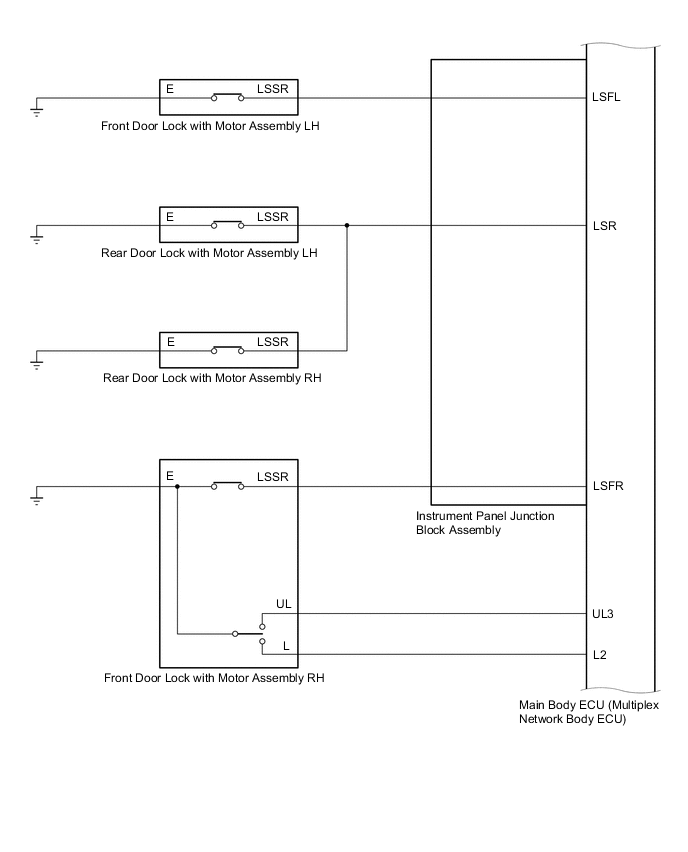 E LSSR
LSFL
Front Door Lock with Motor Assembly LH
E LSSR
LSR
Rear Door Lock with Motor Assembly LH
E LSSR
Rear Door Lock with Motor Assembly RH
E LSSR
LSFR
Instrument Panel Junction
Block Assembly
UL
UL3
L
L2
Front Door Lock with Motor Assembly RH
Main Body ECU (Multiplex
Network Body ECU)